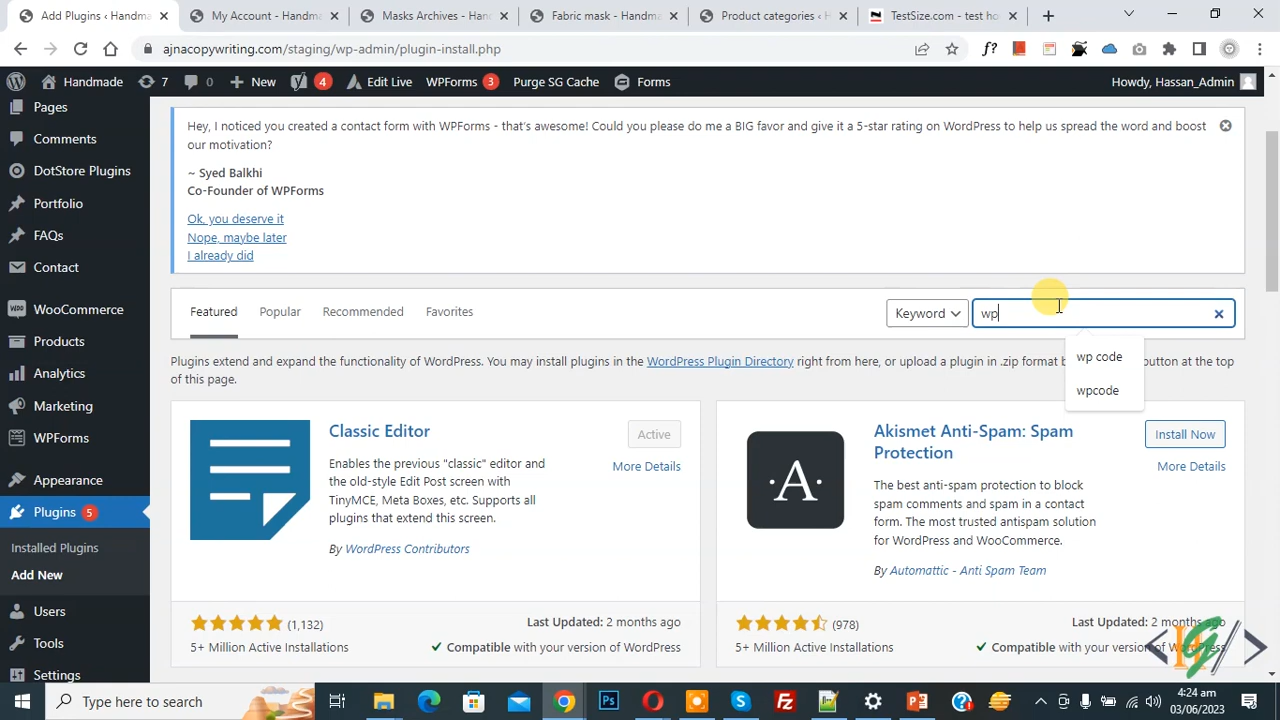 Add Plugins ‹ Handmad
My Account - Handma
Masks Archives - Handm
Fabric mask - Handma
Product categories ‹ H
TestSize.com - test ho
ajnacopywriting.com/staging/wp-admin/plugin-install.php
Handmade
7
0
New
4
Edit Live
WPForms 3
Purge SG Cache
Forms
Howdy, Hassan_Admin
Pages
Comments
DotStore Plugins
Portfolio
FAQs
Contact
WooCommerce
Products
Analytics
Marketing
WPForms
Appearance
Plugins 5
Installed Plugins
Add New
Users
Tools
Settings
Hey, I noticed you created a contact form with WPForms - that's awesome! Could you please do me a BIG favor and give it a 5-star rating on WordPress to help us spread the word and boost
our motivation?
~ Syed Balkhi
Co-Founder of WPForms
Ok, you deserve it
Nope, maybe later
I already did
Featured
Popular
Recommended
Favorites
Keyword
wp
wp code
wpcode
Plugins extend and expand the functionality of WordPress. You may install plugins in the WordPress Plugin Directory right from here, or upload a plugin in .zip format button at the top
of this page.
Classic Editor
Active
More Details
Enables the previous "classic" editor and
the old-style Edit Post screen with
TinyMCE, Meta Boxes, etc. Supports all
plugins that extend this screen.
By WordPress Contributors
(1,132)
5+ Million Active Installations
Last Updated: 2 months ago
Compatible with your version of WordPress
A
Akismet Anti-Spam: Spam
Protection
Install Now
More Details
The best anti-spam protection to block
spam comments and spam in a contact
form. The most trusted antispam solution
for WordPress and WooCommerce.
By Automattic - Anti Spam Team
(978)
5+ Million Active Installations
Last Updated: 2 months ago
Compatible with your version of WordPress
Type here to search
4:24 am
03/06/2023